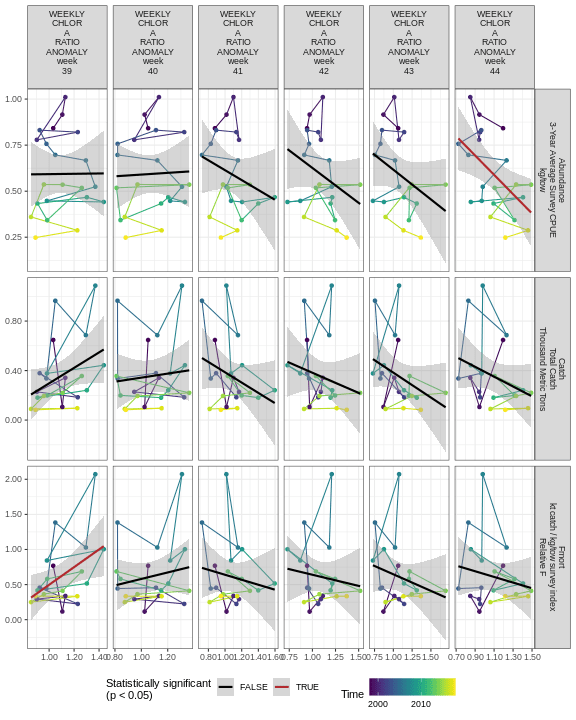 WEEKLY WEEKLY WEEKLY WEEKLY WEEKLY WEEKLY
CHLOR CHLOR CHLOR CHLOR CHLOR CHLOR
A A A A A A
RATIO RATIO RATIO RATIO RATIO RATIO
ANOMALY ANOMALY ANOMALY ANOMALY ANOMALY ANOMALY
week week week week week week
39 40 41 42 43 44
1.00
0.75
0.50
0.25
Abundance
3-Year Average Survey CPUE
kg/tow
0.80
0.40
0.00
Catch
Total Catch
Thousand Metric Tons
2.00
1.50
1.00
0.50
0.00
Fmort
kt catch / kg/tow survey index
Relative F
1.00 1.20 1.40 0.80 1.00 1.20 0.80 1.00 1.20 1.40 1.60 0.75 1.00 1.25 1.50 0.75 1.00 1.25 1.50 0.70 0.90 1.10 1.30 1.50
Statistically significant
(p < 0.05)
FALSE TRUE
Time
2000 2010